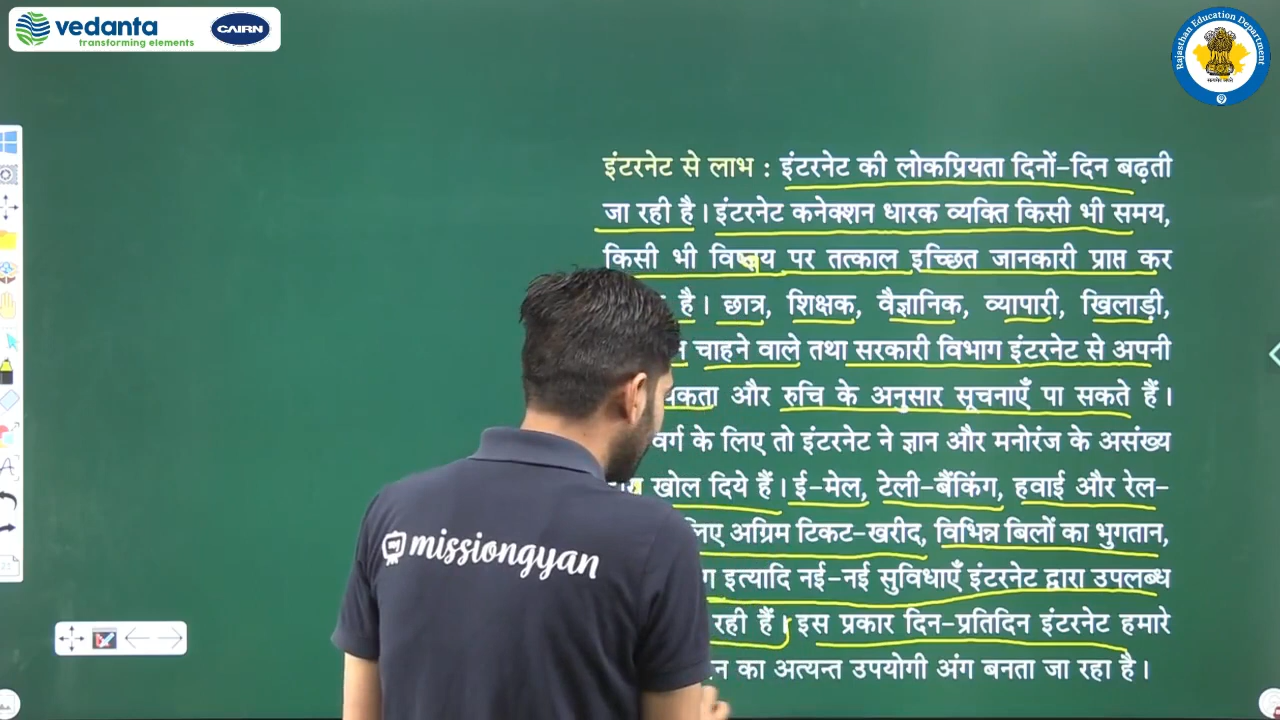 vedanta
transforming elements
CAIRN
Rajasthan Education Department
इंटरनेट से लाभ : इंटरनेट की लोकप्रियता दिनों-दिन बढ़ती
जा रही है। इंटरनेट कनेक्शन धारक व्यक्ति किसी भी समय,
किसी भी विषय पर तत्काल इच्छित जानकारी प्राप्त कर
है। छात्र, शिक्षक, वैज्ञानिक, व्यापारी, खिलाड़ी,
चाहने वाले तथा सरकारी विभाग इंटरनेट से अपनी
और रुचि के अनुसार सूचनाएँ पा सकते हैं।
वर्ग के लिए तो इंटरनेट ने ज्ञान और मनोरंज के असंख्य
खोल दिये हैं। ई-मेल, टेली-बैंकिंग, हवाई और रेल-
लिए अग्रिम टिकट-खरीद, विभिन्न बिलों का भुगतान,
इत्यादि नई-नई सुविधाएँ इंटरनेट द्वारा उपलब्ध
रही हैं। इस प्रकार दिन-प्रतिदिन इंटरनेट हमारे
का अत्यन्त उपयोगी अंग बनता जा रहा है।
missiongyan